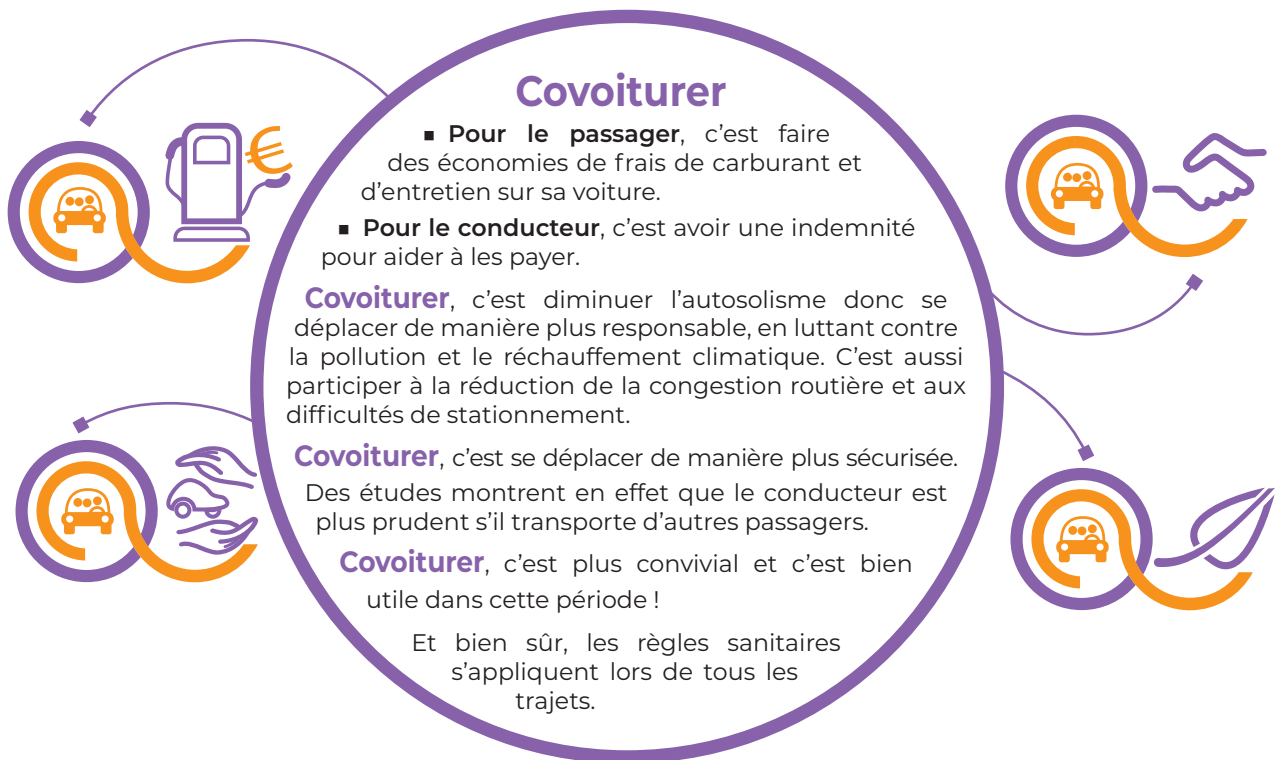 Covoiturer
▪ Pour le passager, c’est faire
des économies de frais de carburant et
d’entretien sur sa voiture.
▪ Pour le conducteur, c’est avoir une indemnité
pour aider à les payer.
Covoiturer, c’est diminuer l’autosolisme donc se
déplacer de manière plus responsable, en luttant contre
la pollution et le réchauffement climatique. C’est aussi
participer à la réduction de la congestion routière et aux
difficultés de stationnement.
Covoiturer, c’est se déplacer de manière plus sécurisée.
Des études montrent en effet que le conducteur est
plus prudent s’il transporte d’autres passagers.
Covoiturer, c’est plus convivial et c’est bien
utile dans cette période !
Et bien sûr, les règles sanitaires
s’appliquent lors de tous les
trajets.
€